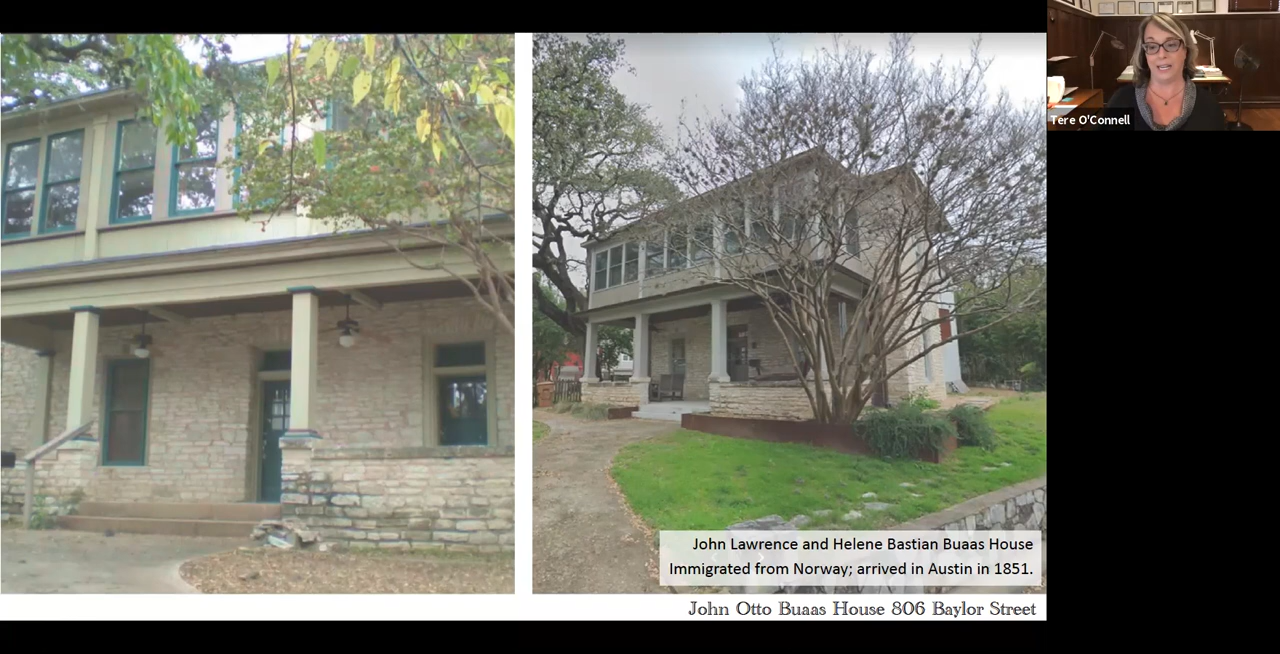 Tere O'Connell
John Lawrence and Helene Bastian Buaas House
Immigrated from Norway; arrived in Austin in 1851.
John Otto Buaas House 806 Baylor Street